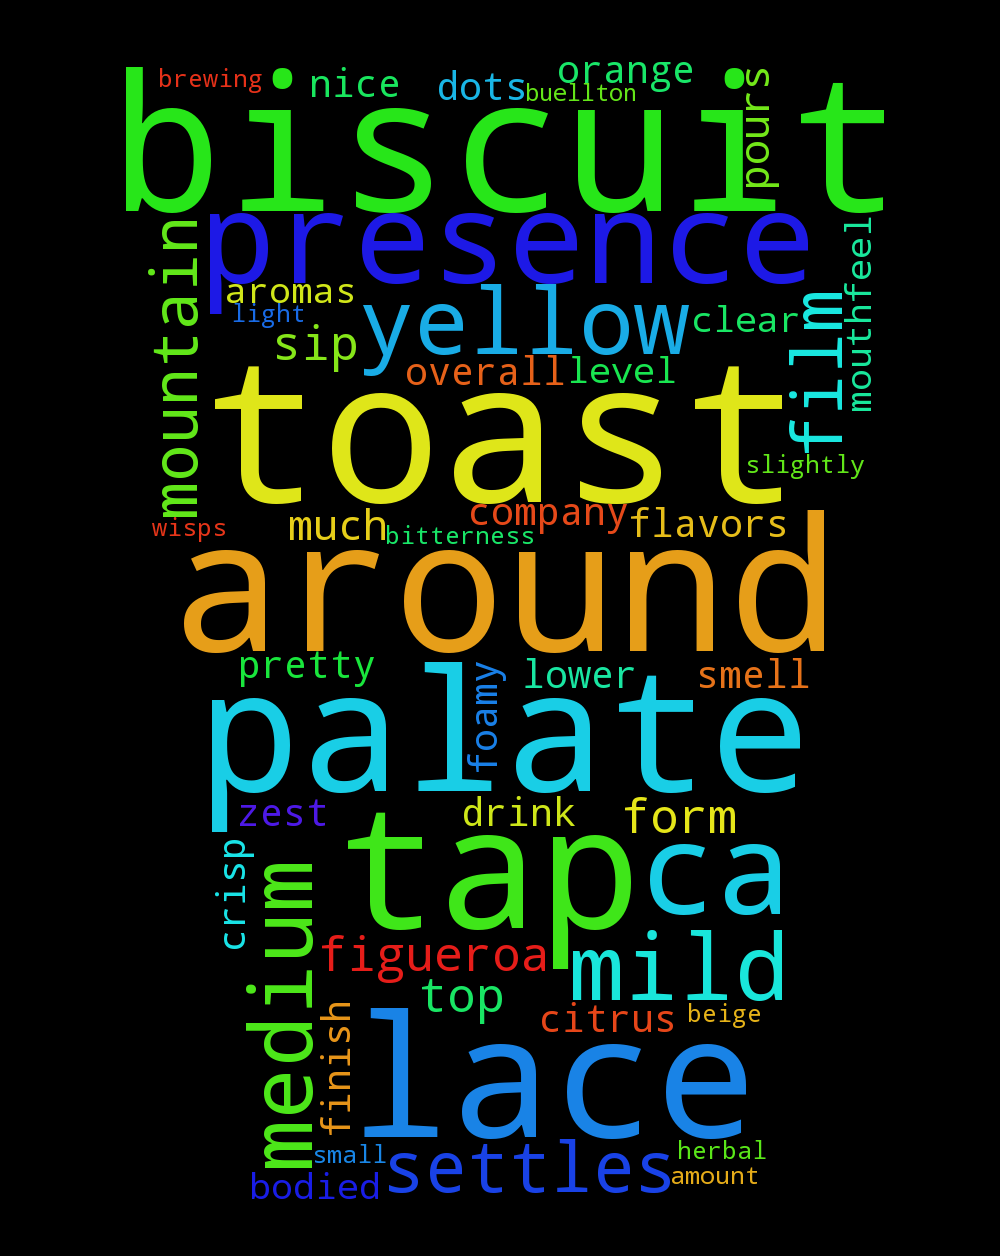 brewing
nice
dots
orange
buellton
biscuit
pours
presence
mountain
aromas
light
sip
yellow
clear
mouthfeel
film
overall
level
toast
slightly
wisps
much
bitterness
company
flavors
around
pretty
palate
foamy
lower
smell
zest
drink
form
crisp
tap
ca
medium
figueroa
mild
top
citrus
beige
finish
lace
small
settles
herbal
amount
bodied